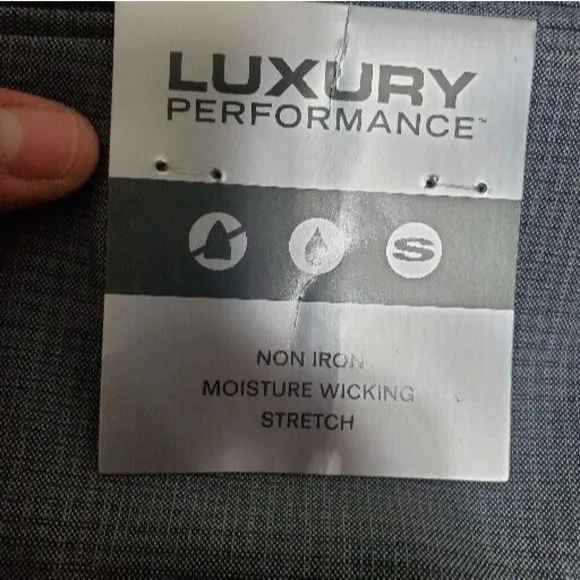 LUXURY
PERFORMANCE™
S
NON IRON
MOISTURE WICKING
STRETCH